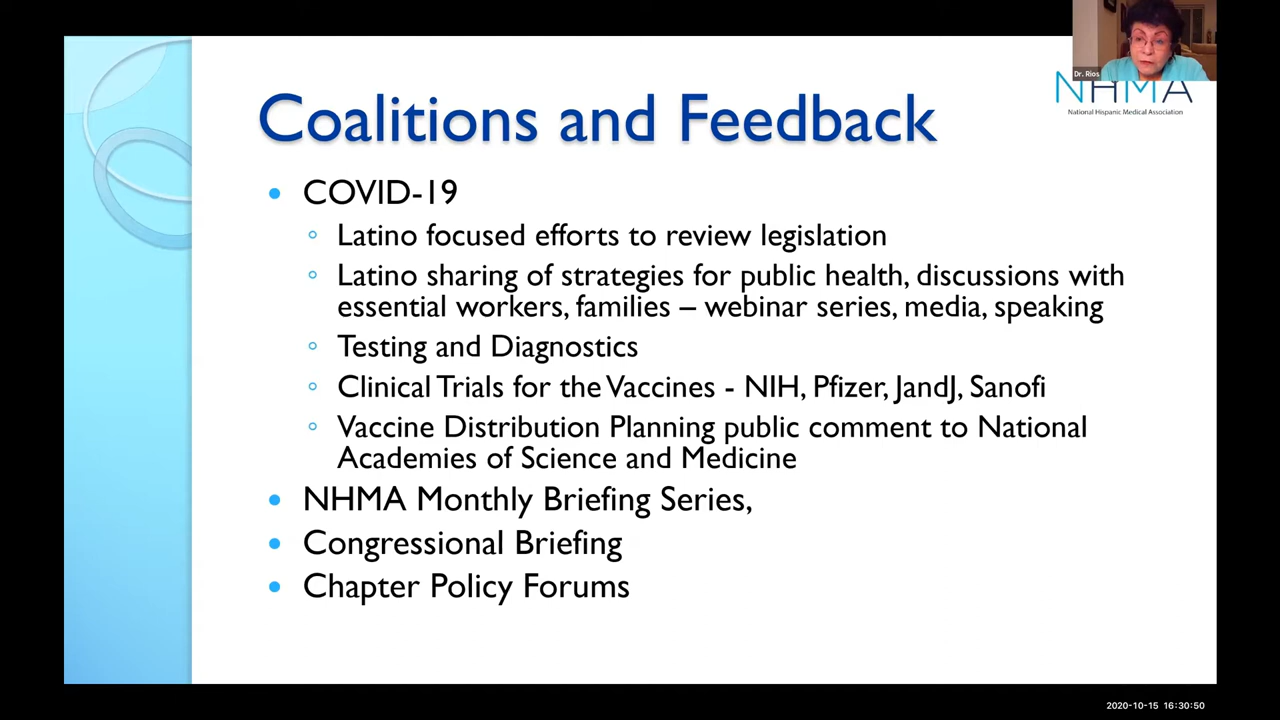 Dr. Rios
NHMA
National Hispanic Medical Association
Coalitions and Feedback
COVID-19
Latino focused efforts to review legislation
Latino sharing of strategies for public health, discussions with
essential workers, families – webinar series, media, speaking
Testing and Diagnostics
Clinical Trials for the Vaccines - NIH, Pfizer, JandJ, Sanofi
Vaccine Distribution Planning public comment to National
Academies of Science and Medicine
NHMA Monthly Briefing Series,
Congressional Briefing
Chapter Policy Forums
2020-10-15 16:30:50